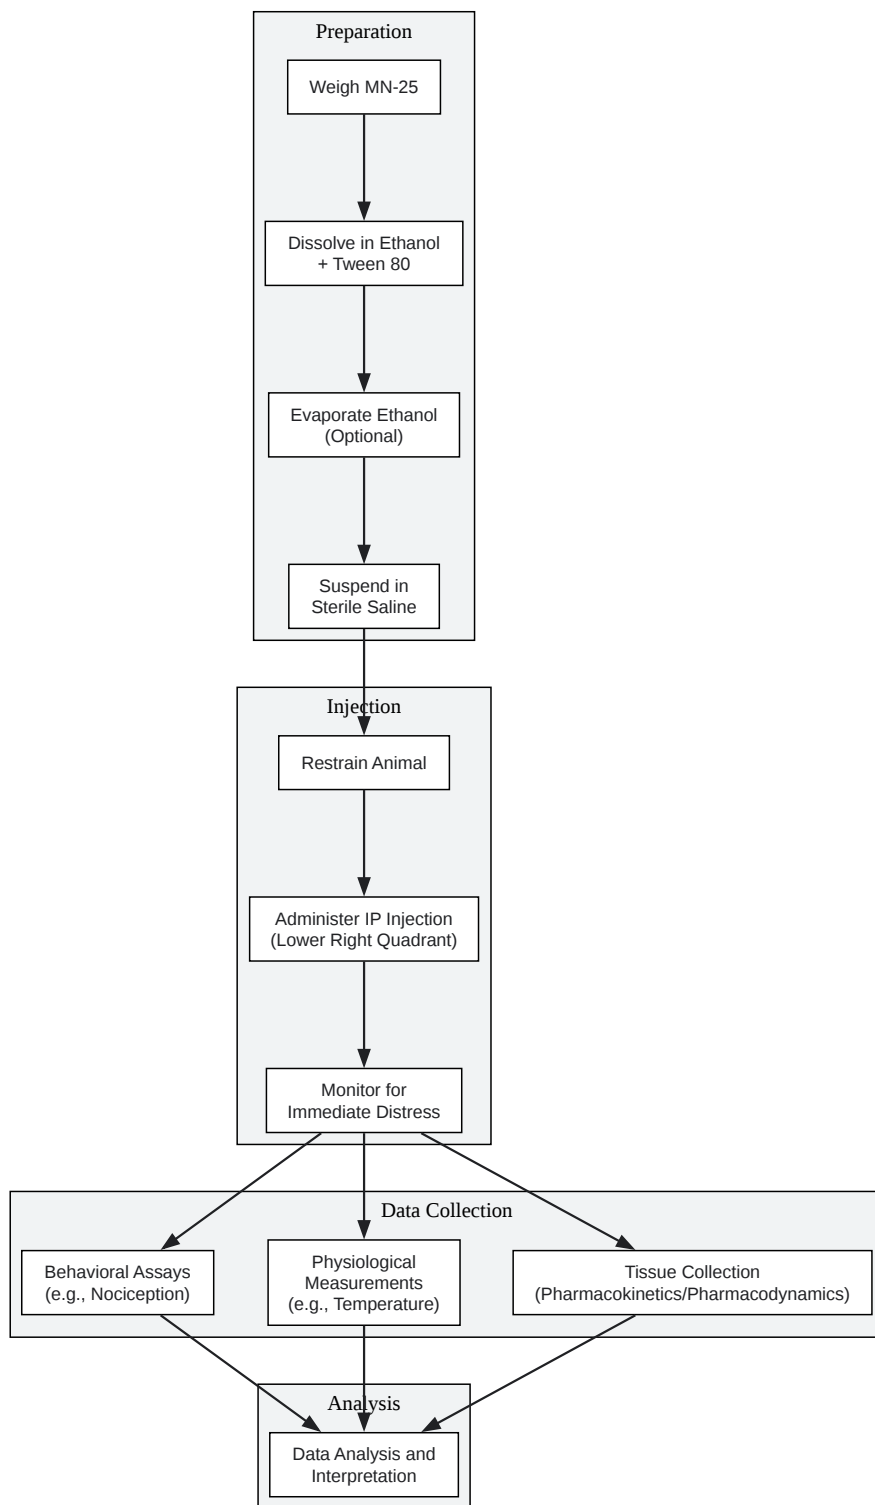 Preparation
Weigh MN-25
Dissolve in Ethanol
+ Tween 80
Evaporate Ethanol
(Optional)
Suspend in
Sterile Saline
Injection
Restrain Animal
Administer IP Injection
(Lower Right Quadrant)
Monitor for
Immediate Distress
Data Collection
Behavioral Assays
(e.g., Nociception)
Physiological
Measurements
(e.g., Temperature)
Tissue Collection
(Pharmacokinetics/Pharmacodynamics)
Analysis
Data Analysis and
Interpretation